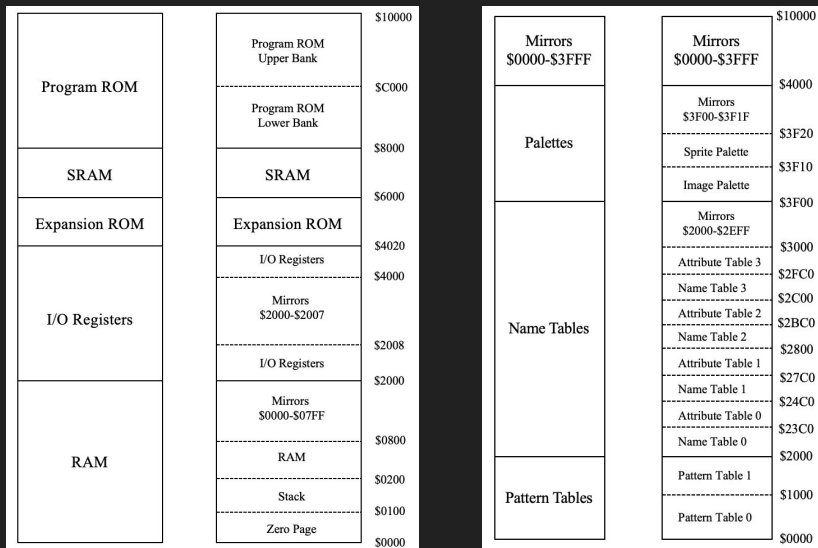 Program ROM
SRAM
Expansion ROM
I/O Registers
RAM
Program ROM
Upper Bank
Program ROM
Lower Bank
SRAM
Expansion ROM
I/O Registers
Mirrors
$2000-$2007
I/O Registers
Mirrors
$0000-$07FF
RAM
Stack
Zero Page
$10000
$C000
$8000
$6000
$4020
$4000
$2008
$2000
$0800
$0200
$0100
$0000
Mirrors
$0000-$3FFF
Palettes
Name Tables
Pattern Tables
Mirrors
$0000-$3FFF
Mirrors
$3F00-$3F1F
Sprite Palette
Image Palette
Mirrors
$2000-$2EFF
Attribute Table 3
Name Table 3
Attribute Table 2
Name Table 2
Attribute Table 1
Name Table 1
Attribute Table 0
Name Table 0
Pattern Table 1
Pattern Table 0
$10000
$4000
$3F20
$3F10
$3F00
$3000
$2FC0
$2C00
$2BC0
$2800
$27C0
$24C0
$23C0
$2000
$1000
$0000